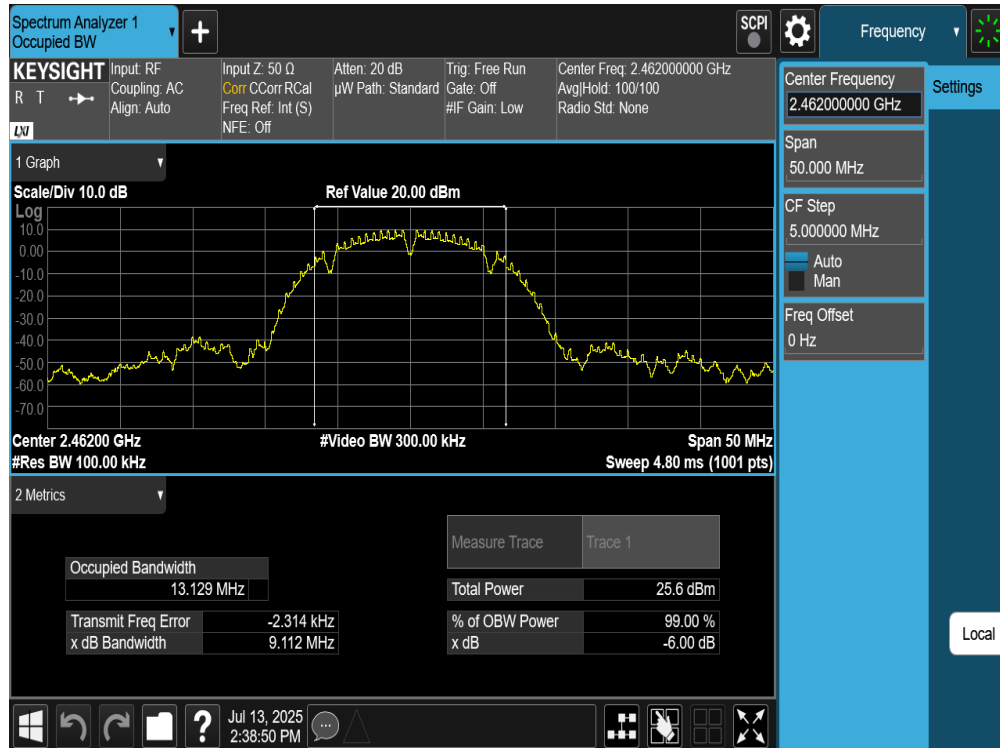 Spectrum Analyzer 1
Occupied BW
+
SCPI
Frequency
KEYSIGHT
R T
LXI
Input: RF
Coupling: AC
Align: Auto
Input Z: 50 Ω
Corr CCorr RCal
Freq Ref: Int (S)
NFE: Off
Atten: 20 dB
µW Path: Standard
Trig: Free Run
Gate: Off
#IF Gain: Low
Center Freq: 2.462000000 GHz
Avg|Hold: 100/100
Radio Std: None
Center Frequency
2.462000000 GHz
Settings
Span
50.000 MHz
CF Step
5.000000 MHz
Auto
Man
Freq Offset
0 Hz
1 Graph
Scale/Div 10.0 dB
Ref Value 20.00 dBm
Log
10.0
0.00
-10.0
-20.0
-30.0
-40.0
-50.0
-60.0
-70.0
Center 2.46200 GHz
#Video BW 300.00 kHz
Span 50 MHz
#Res BW 100.00 kHz
Sweep 4.80 ms (1001 pts)
2 Metrics
Measure Trace
Trace 1
Occupied Bandwidth
13.129 MHz
Total Power
25.6 dBm
Transmit Freq Error
-2.314 kHz
% of OBW Power
99.00 %
x dB Bandwidth
9.112 MHz
x dB
-6.00 dB
Local
?
Jul 13, 2025
2:38:50 PM